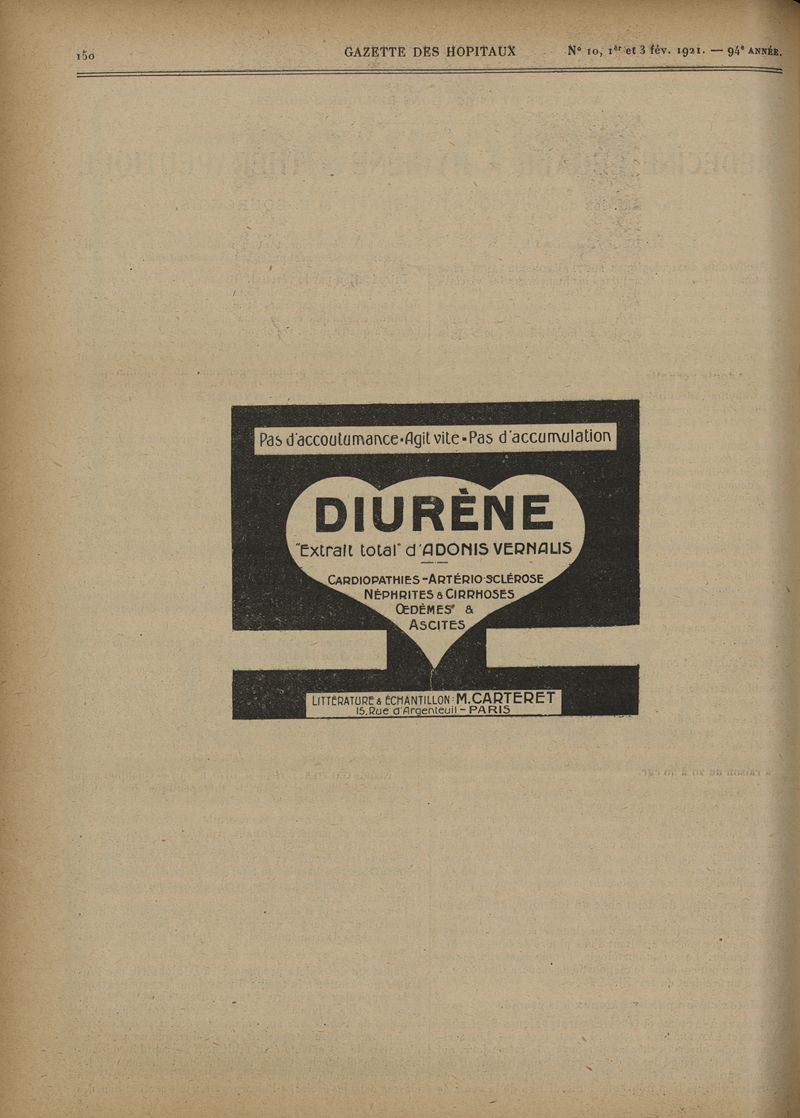 150 GAZETTE DES HOPITAUX N° 10, 1er et 3 fév. 1921. — 94e ANNÉE.
Pas d'accoutumance • Agit vite • Pas d'accumulation
DIURÈNE
"Extrait total" d'ADONIS VERNALIS
CARDIOPATHIES - ARTÉRIO-SCLÉROSE
NÉPHRITES & CIRRHOSES
ŒDÈMES &
ASCITES
LITTÉRATURE & ÉCHANTILLON : M. CARTERET
15, Rue d'Argenteuil - PARIS